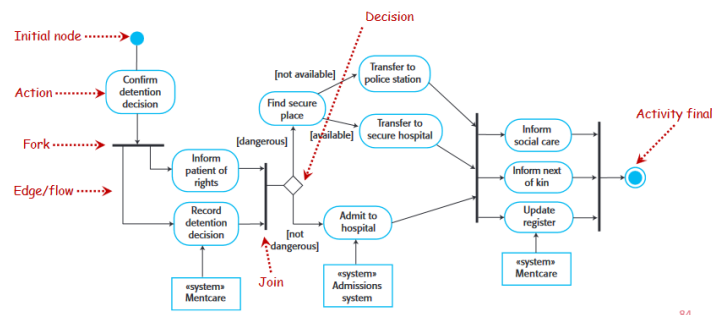 Decision
Initial node
Action
Fork
Edge/flow
Join
Activity final
Confirm
detention
decision
Inform
patient of
rights
Record
detention
decision
«system»
Mentcare
[dangerous]
[not
dangerous]
Find secure
place
[not available]
[available]
Transfer to
police station
Transfer to
secure hospital
Admit to
hospital
«system»
Admissions
system
Inform
social care
Inform next
of kin
Update
register
«system»
Mentcare
84